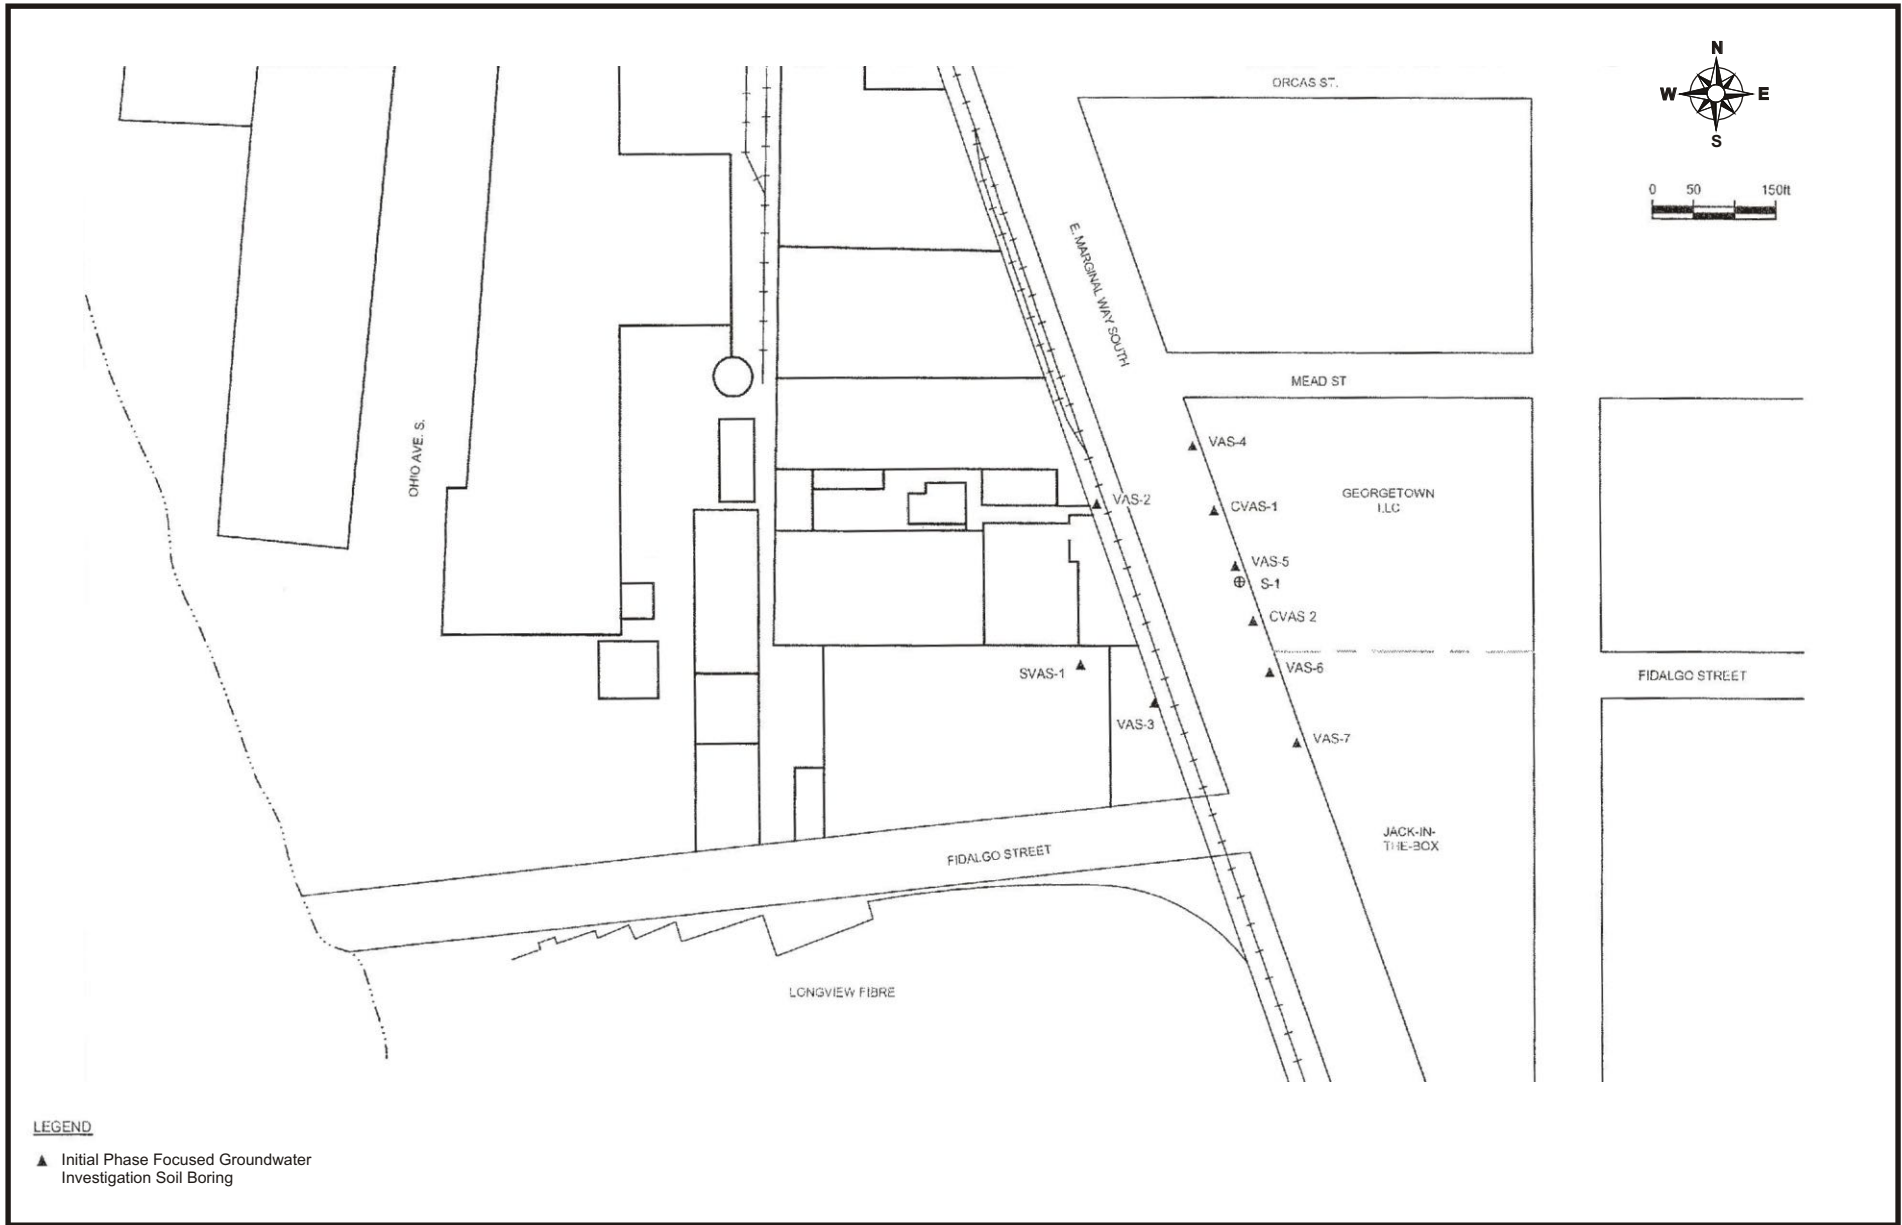 N
ORCAS ST.
W E
S
0 50 150ft
E. MARGINAL WAY SOUTH
MEAD ST
OHIO AVE. S.
VAS-4
GEORGETOWN
LLC
VAS-2
CVAS-1
VAS-5
S-1
CVAS 2
VAS-6
SVAS-1
FIDALGO STREET
VAS-3
VAS-7
JACK-IN-
THE-BOX
FIDALGO STREET
LONGVIEW FIBRE
LEGEND
Initial Phase Focused Groundwater
Investigation Soil Boring